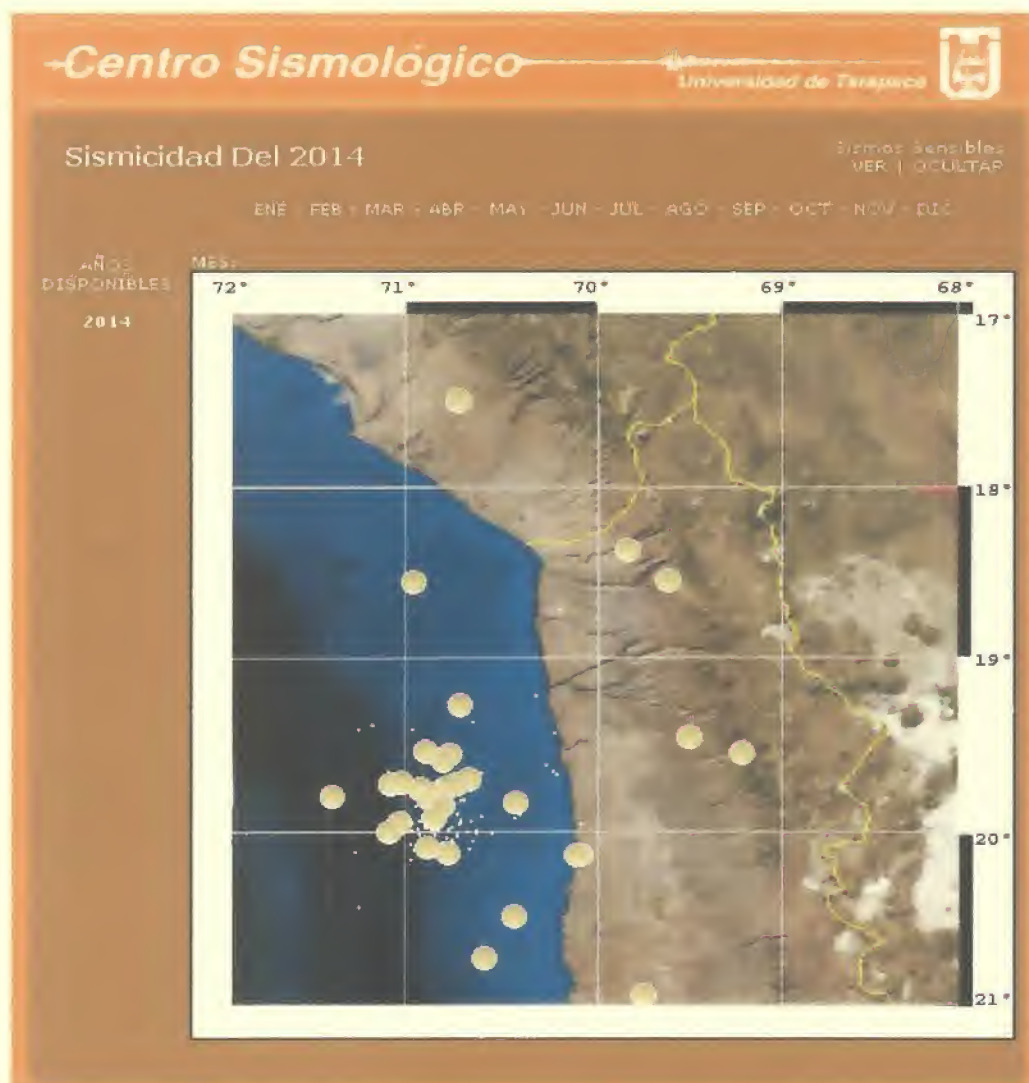 Centro Sismológico
Universidad de Tarapaca
Sismicidad Del 2014
Sismos Sensibles
VER | OCULTAR
ENE - FEB - MAR - ABR - MAY - JUN - JUL - AGO - SEP - OCT - NOV - DIC
AÑOS
DISPONIBLES
2014
MES:
72° 71° 70° 69° 68°
17°
18°
19°
20°
21°